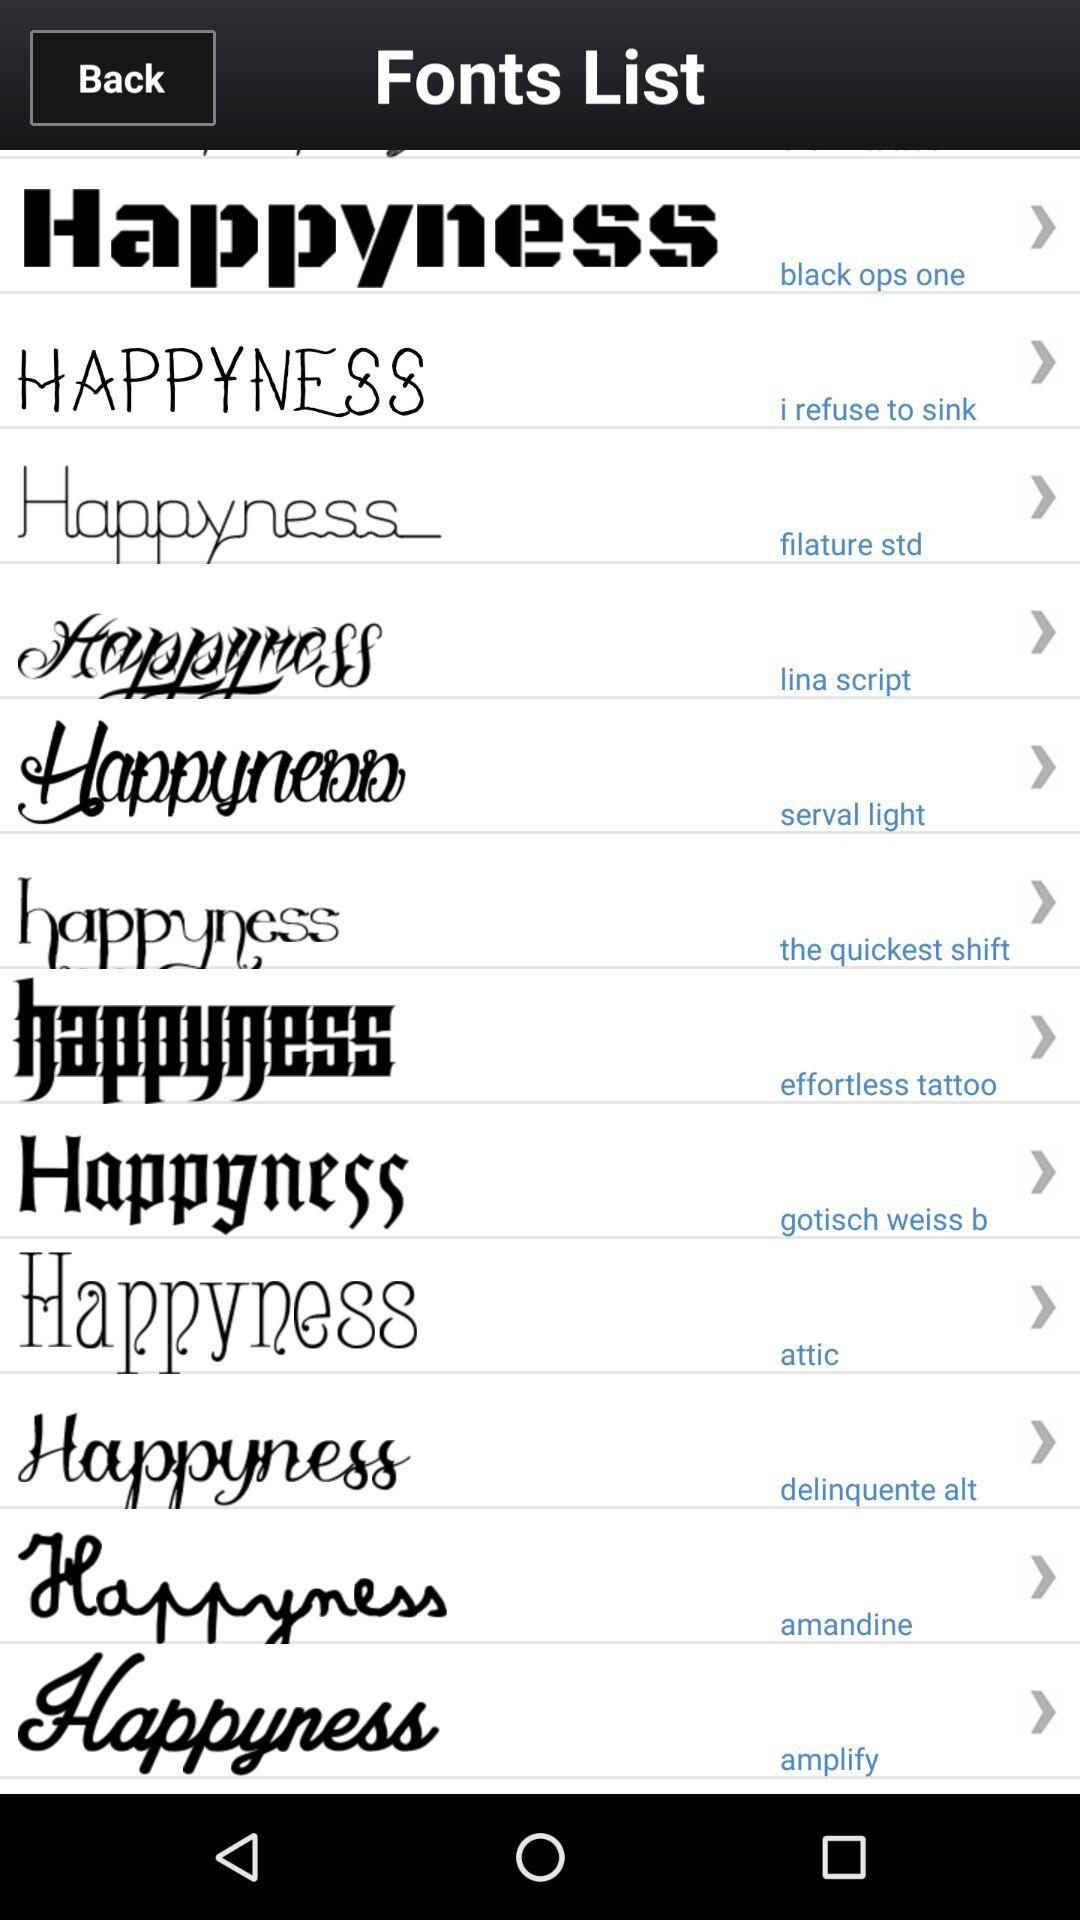 Back
Fonts List
Happyness
black ops one
HAPPYNESS
i refuse to sink
Happyness
filature std
Happyness
lina script
Happyness
serval light
happyness
the quickest shift
happyness
effortless tattoo
Happyness
gotisch weiss b
Happyness
attic
Happyness
delinquente alt
Happyness
amandine
Happyness
amplify